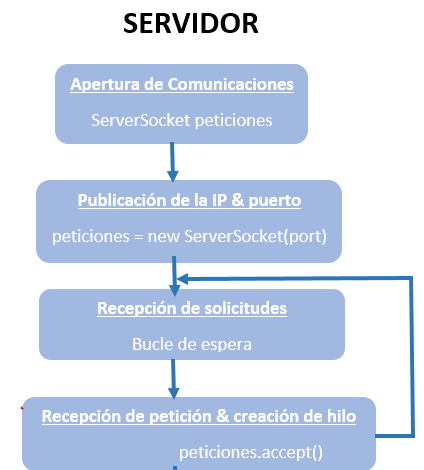 SERVIDOR
Apertura de Comunicaciones
ServerSocket peticiones
Publicación de la IP & puerto
peticiones = new ServerSocket(port)
Recepción de solicitudes
Bucle de espera
Recepción de petición & creación de hilo
peticiones.accept()